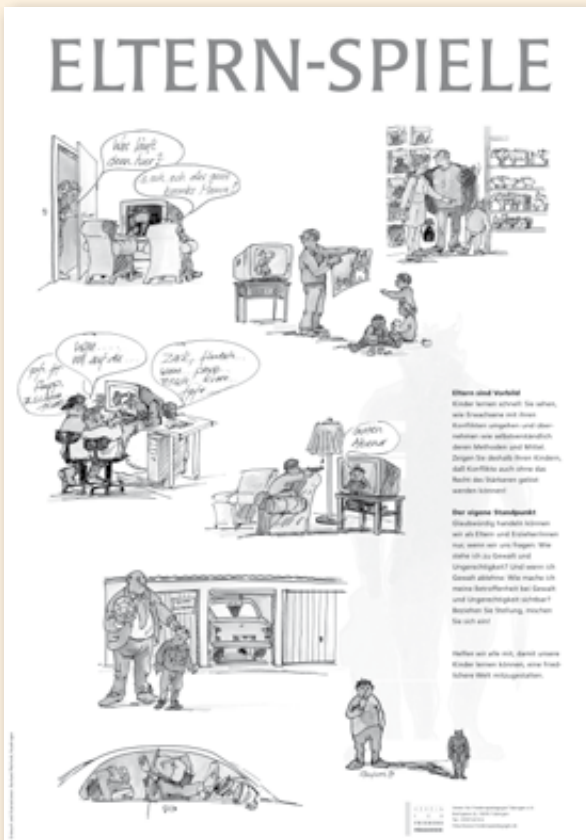 ELTERN-SPIELE
Was läuft
denn hier?
Guten
Abend
Eltern sind Vorbild
Kinder lernen schnell: Sie sehen,
wie Erwachsene mit ihren
Konflikten umgehen und über-
nehmen wie selbstverständlich
deren Methoden und Mittel.
Zeigen Sie deshalb Ihren Kindern,
daß Konflikte auch ohne das
Recht des Stärkeren gelöst
werden können!
Der eigene Standpunkt
Glaubwürdig handeln können
wir als Eltern und ErzieherInnen
nur, wenn wir uns fragen: Wie
stehe ich zu Gewalt und
Ungerechtigkeit? Und wenn ich
Gewalt ablehne: Wie mache ich
meine Betroffenheit bei Gewalt
und Ungerechtigkeit sichtbar?
Beziehen Sie Stellung, mischen
Sie sich ein!
Helfen wir alle mit, damit unsere
Kinder lernen können, eine fried-
lichere Welt mitzugestalten.
VEREIN
FÜR